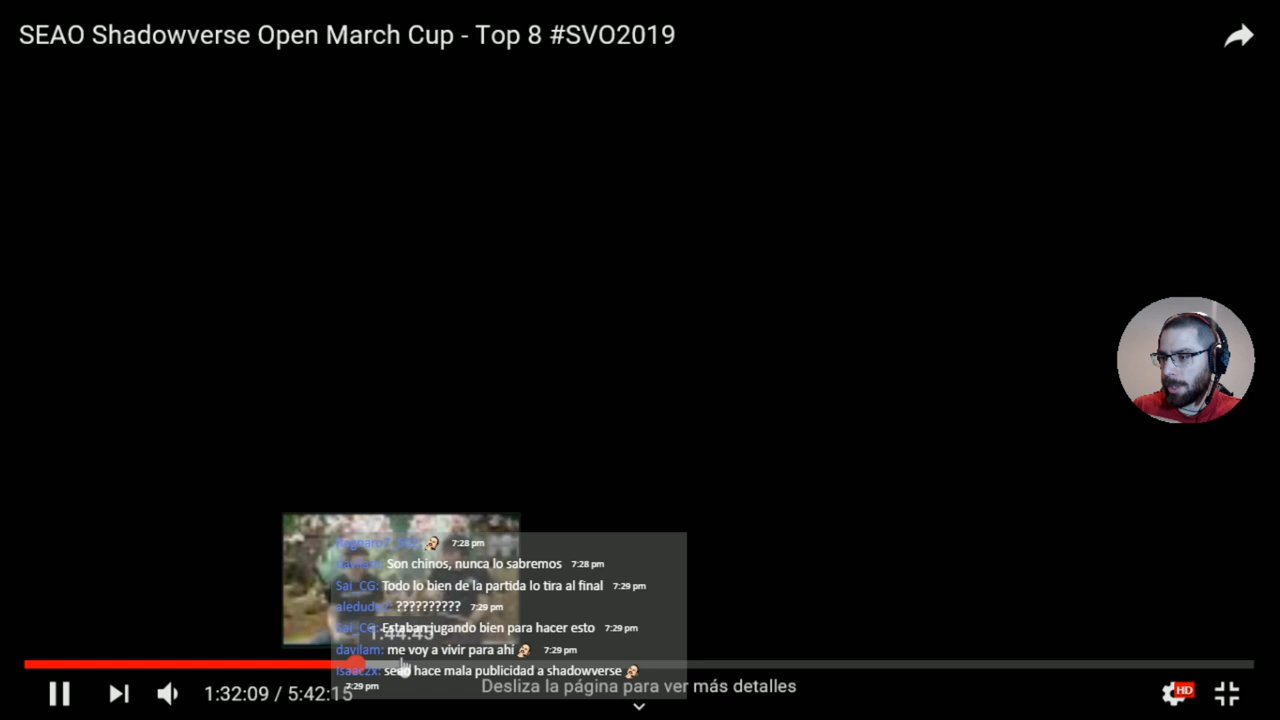 SEAO Shadowverse Open March Cup - Top 8 #SVO2019
7:28 pm
Son chinos, nunca lo sabremos 7:28 pm
Sai_CG: Todo lo bien de la partida lo tira al final 7:29 pm
?????????? 7:29 pm
Sai_CG: Estaban jugando bien para hacer esto 7:29 pm
1:44:45
davilam: me voy a vivir para ahi 7:29 pm
isaac2x: seao hace mala publicidad a shadowverse
7:29 pm
1:32:09 / 5:42:15
Desliza la página para ver más detalles
HD